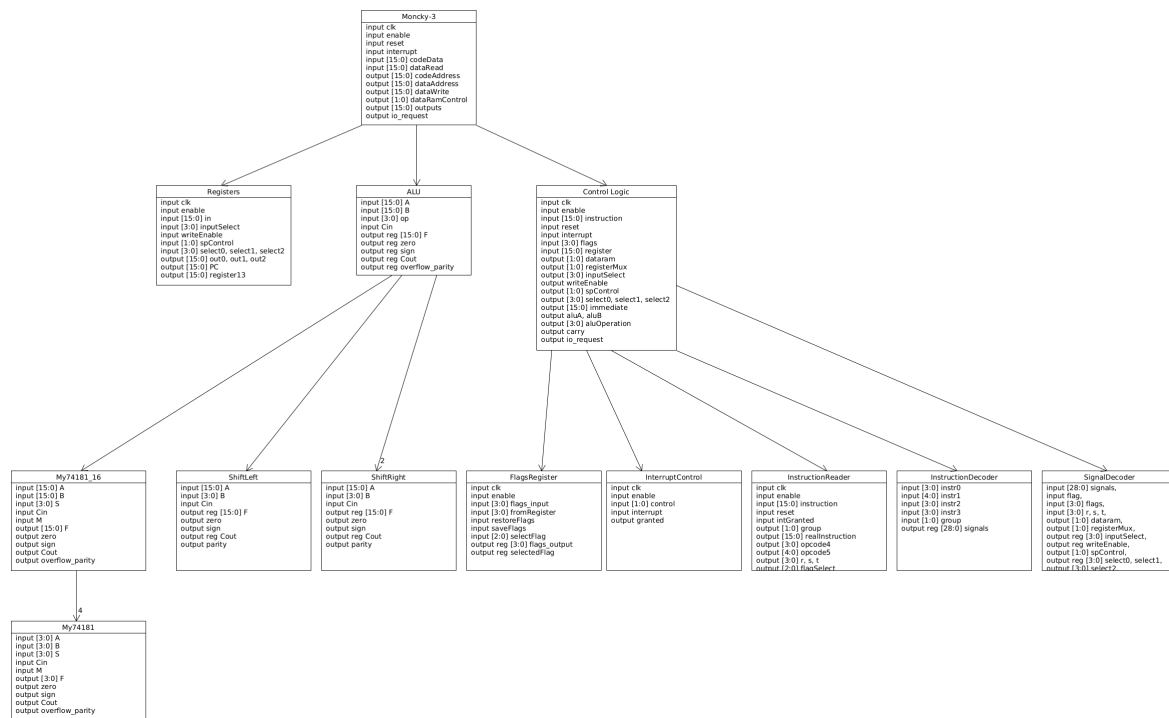 Moncky-3
input clk
input enable
input reset
input interrupt
input [15:0] codeData
input [15:0] dataRead
output [15:0] codeAddress
output [15:0] dataAddress
output [15:0] dataWrite
output [1:0] dataRamControl
output [15:0] outputs
output io_request
Registers
input clk
input enable
input [15:0] in
input [3:0] inputSelect
input writeEnable
input [1:0] spControl
input [3:0] select0, select1, select2
output [15:0] out0, out1, out2
output [15:0] PC
output [15:0] register13
ALU
input [15:0] A
input [15:0] B
input [3:0] op
input Cin
output reg [15:0] F
output reg zero
output reg sign
output reg Cout
output reg overflow_parity
Control Logic
input clk
input enable
input [15:0] instruction
input reset
input interrupt
input [3:0] flags
input [15:0] register
output [1:0] dataram
output [1:0] registerMux
output [3:0] inputSelect
output writeEnable
output [1:0] spControl
output [3:0] select0, select1, select2
output [15:0] immediate
output aluA, aluB
output [3:0] aluOperation
output carry
output io_request
2
My74181_16
input [15:0] A
input [15:0] B
input [3:0] S
input Cin
input M
output [15:0] F
output zero
output sign
output Cout
output overflow_parity
ShiftLeft
input [15:0] A
input [3:0] B
input Cin
output reg [15:0] F
output zero
output sign
output reg Cout
output parity
ShiftRight
input [15:0] A
input [3:0] B
input Cin
output reg [15:0] F
output zero
output sign
output reg Cout
output parity
FlagsRegister
input clk
input enable
input [3:0] flags_input
input [3:0] fromRegister
input restoreFlags
input saveFlags
input [2:0] selectFlag
output reg [3:0] flags_output
output reg selectedFlag
InterruptControl
input clk
input enable
input [1:0] control
input interrupt
output granted
InstructionReader
input clk
input enable
input [15:0] instruction
input reset
input intGranted
output [1:0] group
output [15:0] realInstruction
output [3:0] opcode4
output [4:0] opcode5
output [3:0] r, s, t
output [2:0] flagSelect
InstructionDecoder
input [3:0] instr0
input [4:0] instr1
input [3:0] instr2
input [3:0] instr3
input [1:0] group
output reg [28:0] signals
SignalDecoder
input [28:0] signals,
input flag,
input [3:0] flags,
input [3:0] r, s, t,
output [1:0] dataram,
output [1:0] registerMux,
output reg [3:0] inputSelect,
output reg writeEnable,
output [1:0] spControl,
output reg [3:0] select0, select1,
output [3:0] select2,
4
My74181
input [3:0] A
input [3:0] B
input [3:0] S
input Cin
input M
output [3:0] F
output zero
output sign
output Cout
output overflow_parity